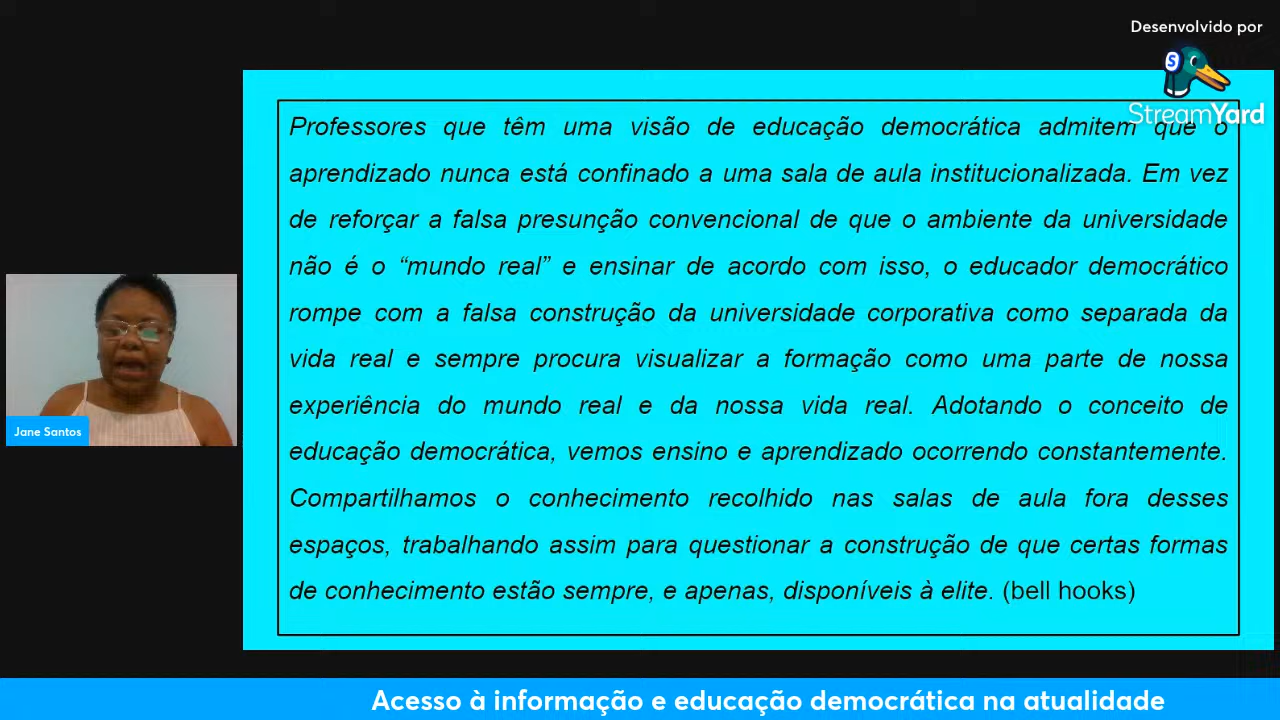 Desenvolvido por
S
StreamYard
Professores que têm uma visão de educação democrática admitem que o
aprendizado nunca está confinado a uma sala de aula institucionalizada. Em vez
de reforçar a falsa presunção convencional de que o ambiente da universidade
não é o “mundo real” e ensinar de acordo com isso, o educador democrático
rompe com a falsa construção da universidade corporativa como separada da
vida real e sempre procura visualizar a formação como uma parte de nossa
experiência do mundo real e da nossa vida real. Adotando o conceito de
educação democrática, vemos ensino e aprendizado ocorrendo constantemente.
Compartilhamos o conhecimento recolhido nas salas de aula fora desses
espaços, trabalhando assim para questionar a construção de que certas formas
de conhecimento estão sempre, e apenas, disponíveis à elite. (bell hooks)
Jane Santos
Acesso à informação e educação democrática na atualidade